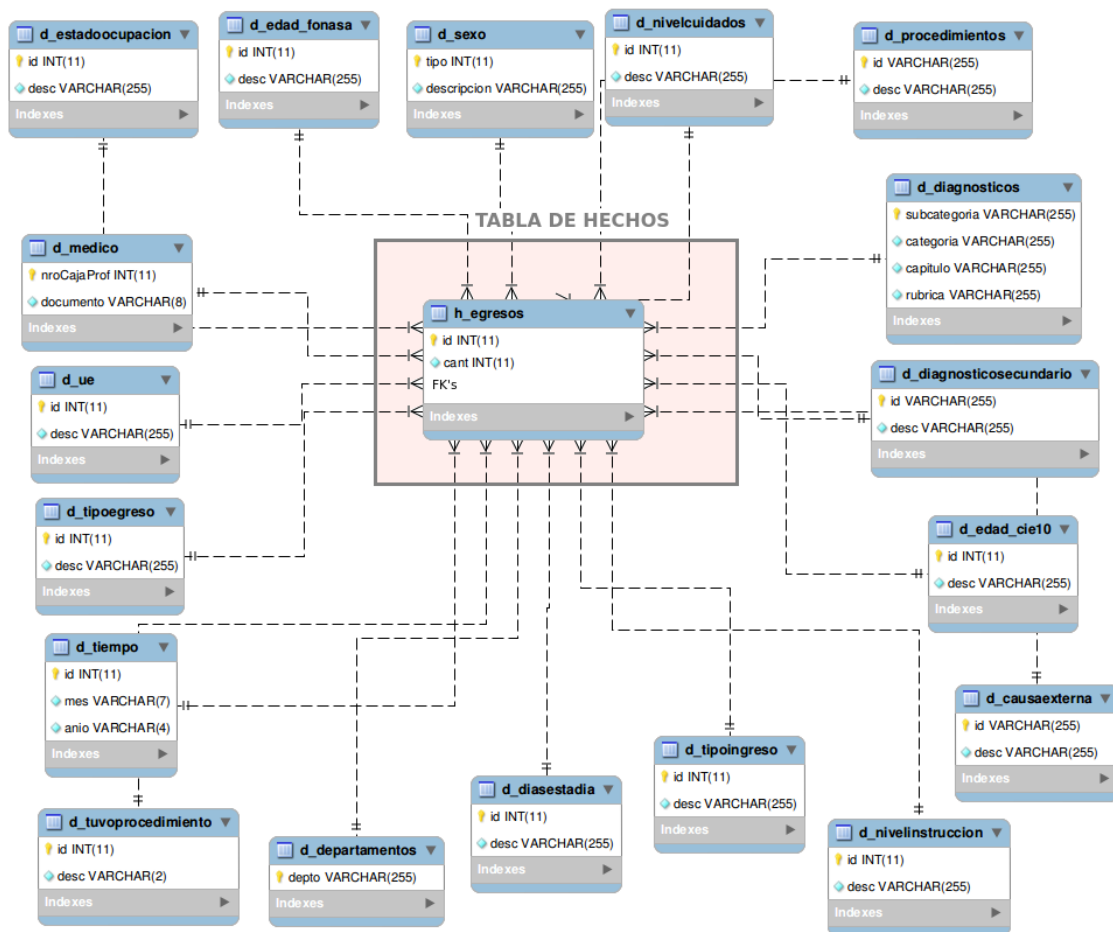 d_estadoocupacion
id INT(11)
desc VARCHAR(255)
Indexes
d_edad_fonasa
id INT(11)
desc VARCHAR(255)
Indexes
d_sexo
tipo INT(11)
descripcion VARCHAR(255)
Indexes
d_nivelcuidados
id INT(11)
desc VARCHAR(255)
Indexes
d_procedimientos
id VARCHAR(255)
desc VARCHAR(255)
Indexes
d_diagnosticos
subcategoria VARCHAR(255)
categoria VARCHAR(255)
capitulo VARCHAR(255)
rubrica VARCHAR(255)
Indexes
TABLA DE HECHOS
d_medico
nroCajaProf INT(11)
documento VARCHAR(8)
Indexes
h_egresos
id INT(11)
cant INT(11)
FK's
Indexes
d_ue
id INT(11)
desc VARCHAR(255)
Indexes
d_diagnosticosecundario
id VARCHAR(255)
desc VARCHAR(255)
Indexes
d_tipoegreso
id INT(11)
desc VARCHAR(255)
Indexes
d_edad_cie10
id INT(11)
desc VARCHAR(255)
Indexes
d_tiempo
id INT(11)
mes VARCHAR(7)
anio VARCHAR(4)
Indexes
d_causaexterna
id VARCHAR(255)
desc VARCHAR(255)
Indexes
d_tuvoprocedimiento
id INT(11)
desc VARCHAR(2)
Indexes
d_departamentos
depto VARCHAR(255)
Indexes
d_diasestadia
id INT(11)
desc VARCHAR(255)
Indexes
d_tipoingreso
id INT(11)
desc VARCHAR(255)
Indexes
d_nivelinstruccion
id INT(11)
desc VARCHAR(255)
Indexes